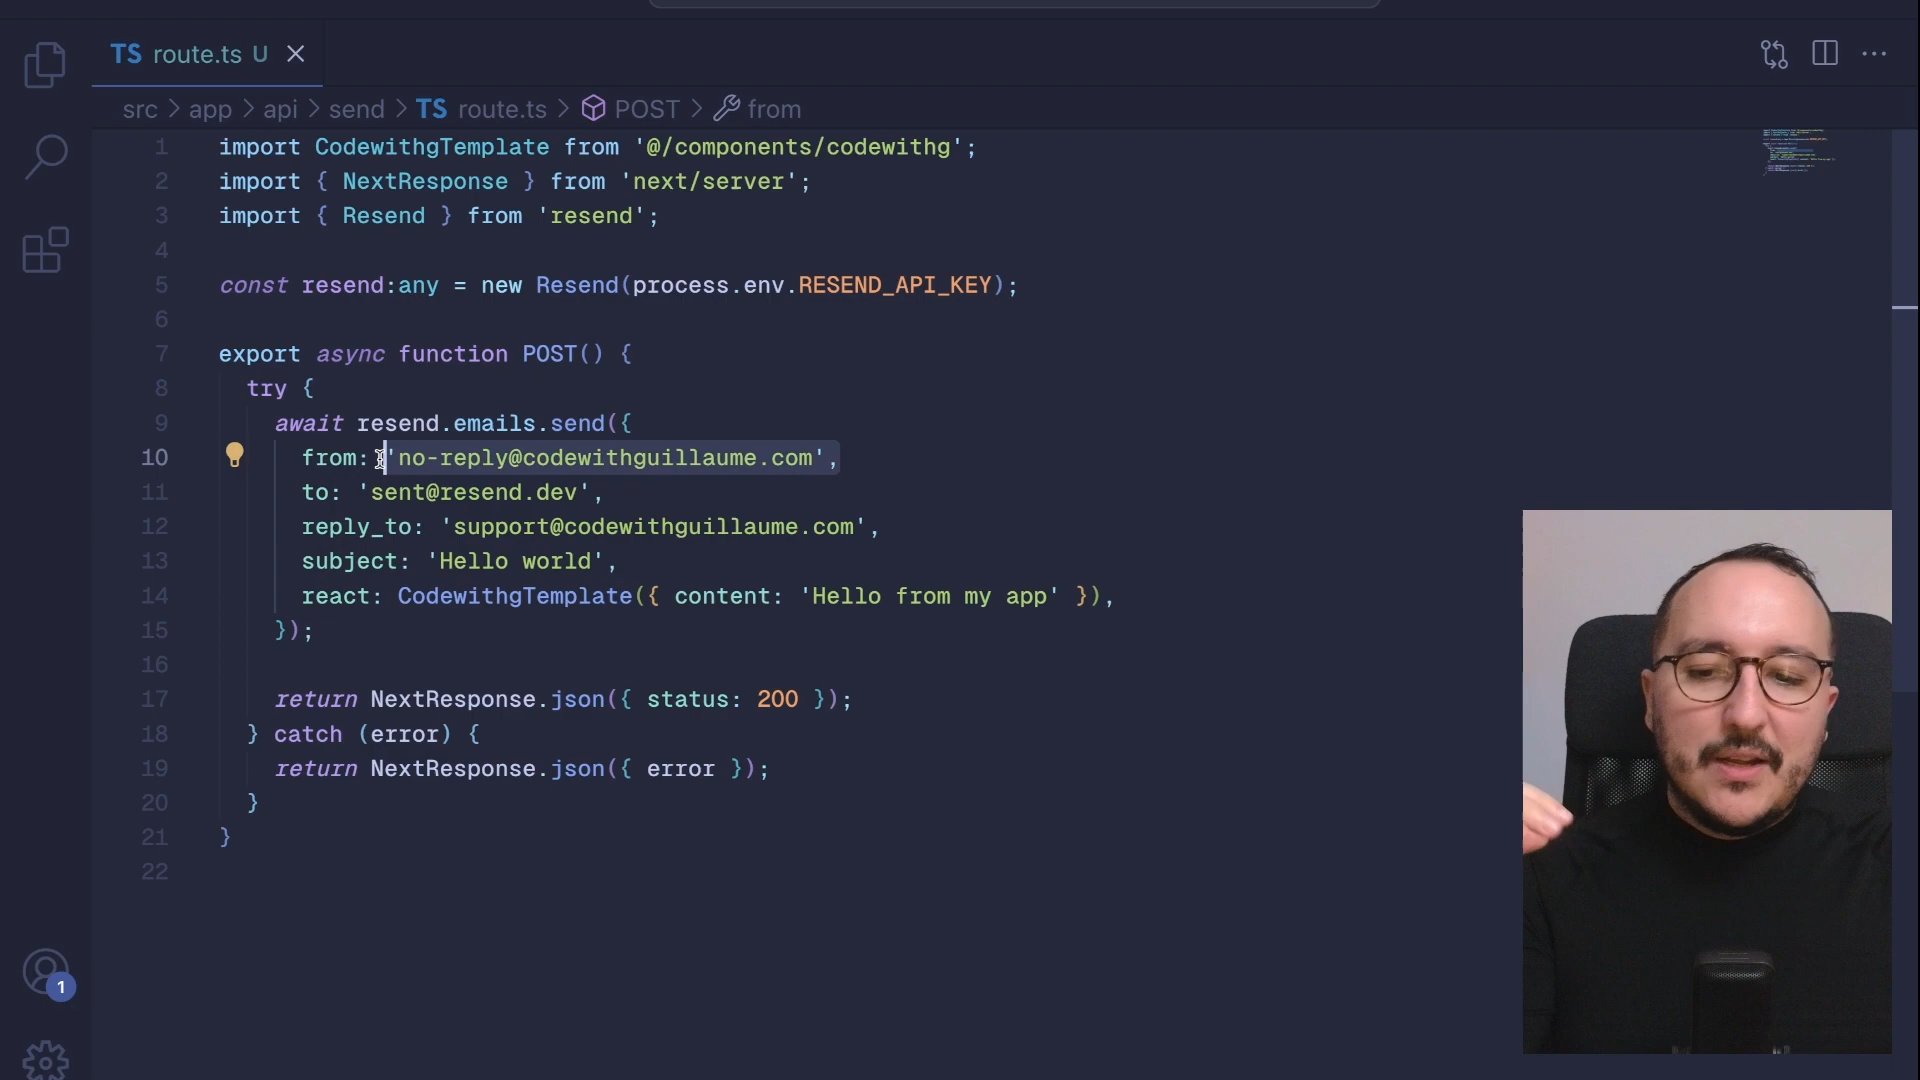 TS route.ts U
src > app > api > send > TS route.ts > POST > from
1 import CodewithgTemplate from '@/components/codewithg';
2 import { NextResponse } from 'next/server';
3 import { Resend } from 'resend';
4
5 const resend:any = new Resend(process.env.RESEND_API_KEY);
6
7 export async function POST() {
8 try {
9 await resend.emails.send({
10 from: 'no-reply@codewithguillaume.com',
11 to: 'sent@resend.dev',
12 reply_to: 'support@codewithguillaume.com',
13 subject: 'Hello world',
14 react: CodewithgTemplate({ content: 'Hello from my app' }),
15 });
16
17 return NextResponse.json({ status: 200 });
18 } catch (error) {
19 return NextResponse.json({ error });
20 }
21 }
22
1